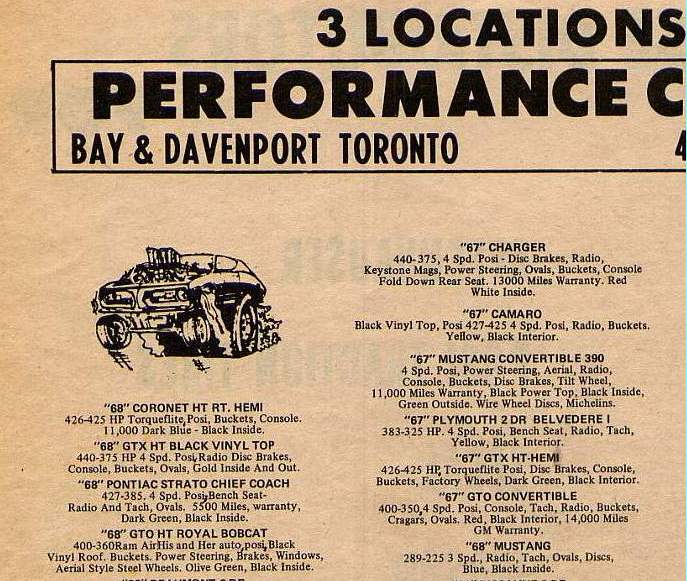 3 LOCATIONS
PERFORMANCE C
BAY & DAVENPORT TORONTO 4
"68" CORONET HT RT. HEMI
426-425 HP Torqueflite, Posi, Buckets, Console.
11,000 Dark Blue - Black Inside.
"68" GTX HT BLACK VINYL TOP
440-375 HP 4 Spd. Posi, Radio Disc Brakes,
Console, Buckets, Ovals, Gold Inside And Out.
"68" PONTIAC STRATO CHIEF COACH
427-385. 4 Spd. Posi, Bench Seat-
Radio And Tach, Ovals. 5500 Miles, warranty,
Dark Green, Black Inside.
"68" GTO HT ROYAL BOBCAT
400-360Ram Air His and Her auto, posi, Black
Vinyl Roof. Buckets. Power Steering, Brakes, Windows,
Aerial Style Steel Wheels. Olive Green, Black Inside.
"67" CHARGER
440-375, 4 Spd. Posi - Disc Brakes, Radio,
Keystone Mags, Power Steering, Ovals, Buckets, Console
Fold Down Rear Seat. 13000 Miles Warranty. Red
White Inside.
"67" CAMARO
Black Vinyl Top, Posi 427-425 4 Spd. Posi, Radio, Buckets.
Yellow, Black Interior.
"67" MUSTANG CONVERTIBLE 390
4 Spd. Posi, Power Steering, Aerial, Radio,
Console, Buckets, Disc Brakes, Tilt Wheel,
11,000 Miles Warranty, Black Power Top, Black Inside,
Green Outside. Wire Wheel Discs, Michelins.
"67" PLYMOUTH 2 DR BELVEDERE I
383-325 HP. 4 Spd. Posi, Bench Seat, Radio, Tach,
Yellow, Black Interior.
"67" GTX HT-HEMI
426-425 HP, Torqueflite Posi, Disc Brakes, Console,
Buckets, Factory Wheels, Dark Green, Black Interior.
"67" GTO CONVERTIBLE
400-350, 4 Spd. Posi, Console, Tach, Radio, Buckets,
Cragars, Ovals. Red, Black Interior, 14,000 Miles
GM Warranty.
"68" MUSTANG
289-225 3 Spd., Radio, Tach, Ovals, Discs,
Blue, Black Inside.